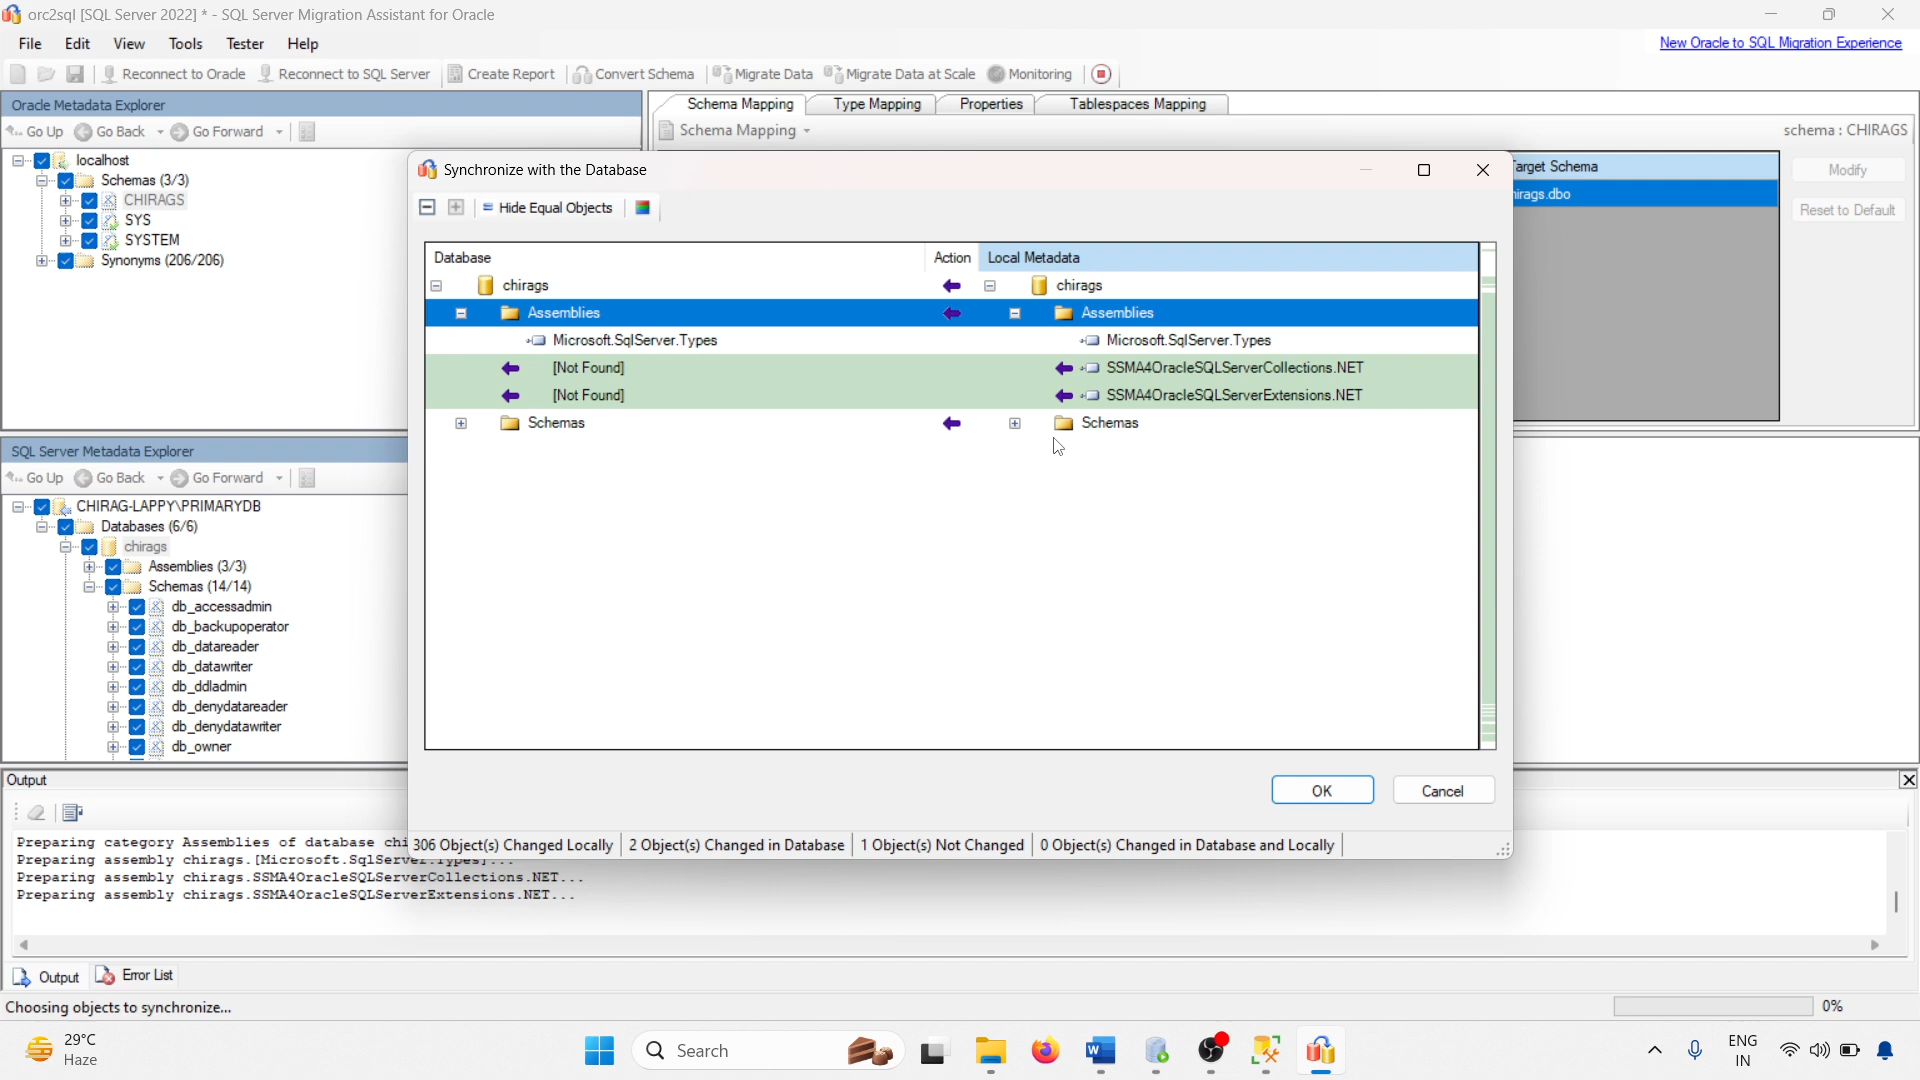 orc2sql [SQL Server 2022] * - SQL Server Migration Assistant for Oracle
File Edit View Tools Tester Help
New Oracle to SQL Migration Experience
Reconnect to Oracle Reconnect to SQL Server Create Report Convert Schema Migrate Data Migrate Data at Scale Monitoring
Oracle Metadata Explorer
Go Up Go Back Go Forward
localhost
Schemas (3/3)
CHIRAGS
SYS
SYSTEM
Synonyms (206/206)
Schema Mapping Type Mapping Properties Tablespaces Mapping
Schema Mapping
schema : CHIRAGS
arget Schema
hirags.dbo
Modify
Reset to Default
Synchronize with the Database
Hide Equal Objects
Database Action Local Metadata
chirags chirags
Assemblies Assemblies
Microsoft.SqlServer.Types Microsoft.SqlServer.Types
[Not Found] SSMA4OracleSQLServerCollections.NET
[Not Found] SSMA4OracleSQLServerExtensions.NET
Schemas Schemas
OK Cancel
306 Object(s) Changed Locally 2 Object(s) Changed in Database 1 Object(s) Not Changed 0 Object(s) Changed in Database and Locally
SQL Server Metadata Explorer
Go Up Go Back Go Forward
CHIRAG-LAPPY\PRIMARYDB
Databases (6/6)
chirags
Assemblies (3/3)
Schemas (14/14)
db_accessadmin
db_backupoperator
db_datareader
db_datawriter
db_ddladmin
db_denydatareader
db_denydatawriter
db_owner
Output
Preparing category Assemblies of database chi
Preparing assembly chirags.[Microsoft.SqlServer.Types]...
Preparing assembly chirags.SSMA4OracleSQLServerCollections.NET...
Preparing assembly chirags.SSMA4OracleSQLServerExtensions.NET...
Output Error List
Choosing objects to synchronize...
0%
29°C
Haze
Search
ENG
IN